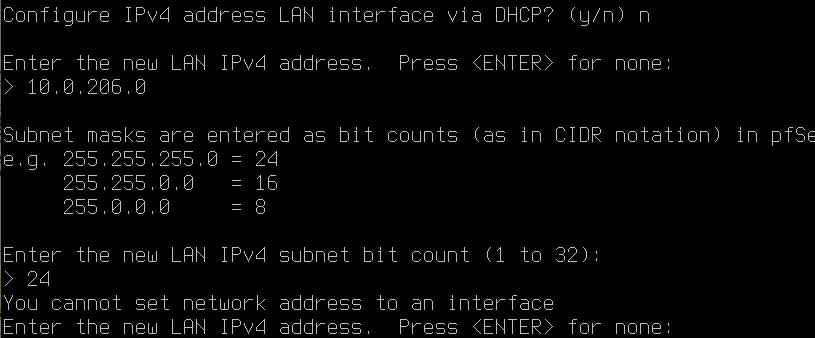 Configure IPv4 address LAN interface via DHCP? (y/n) n
Enter the new LAN IPv4 address.  Press <ENTER> for none:
> 10.0.206.0
Subnet masks are entered as bit counts (as in CIDR notation) in pfSe
e.g. 255.255.255.0 = 24
     255.255.0.0   = 16
     255.0.0.0     = 8
Enter the new LAN IPv4 subnet bit count (1 to 32):
> 24
You cannot set network address to an interface
Enter the new LAN IPv4 address.  Press <ENTER> for none: